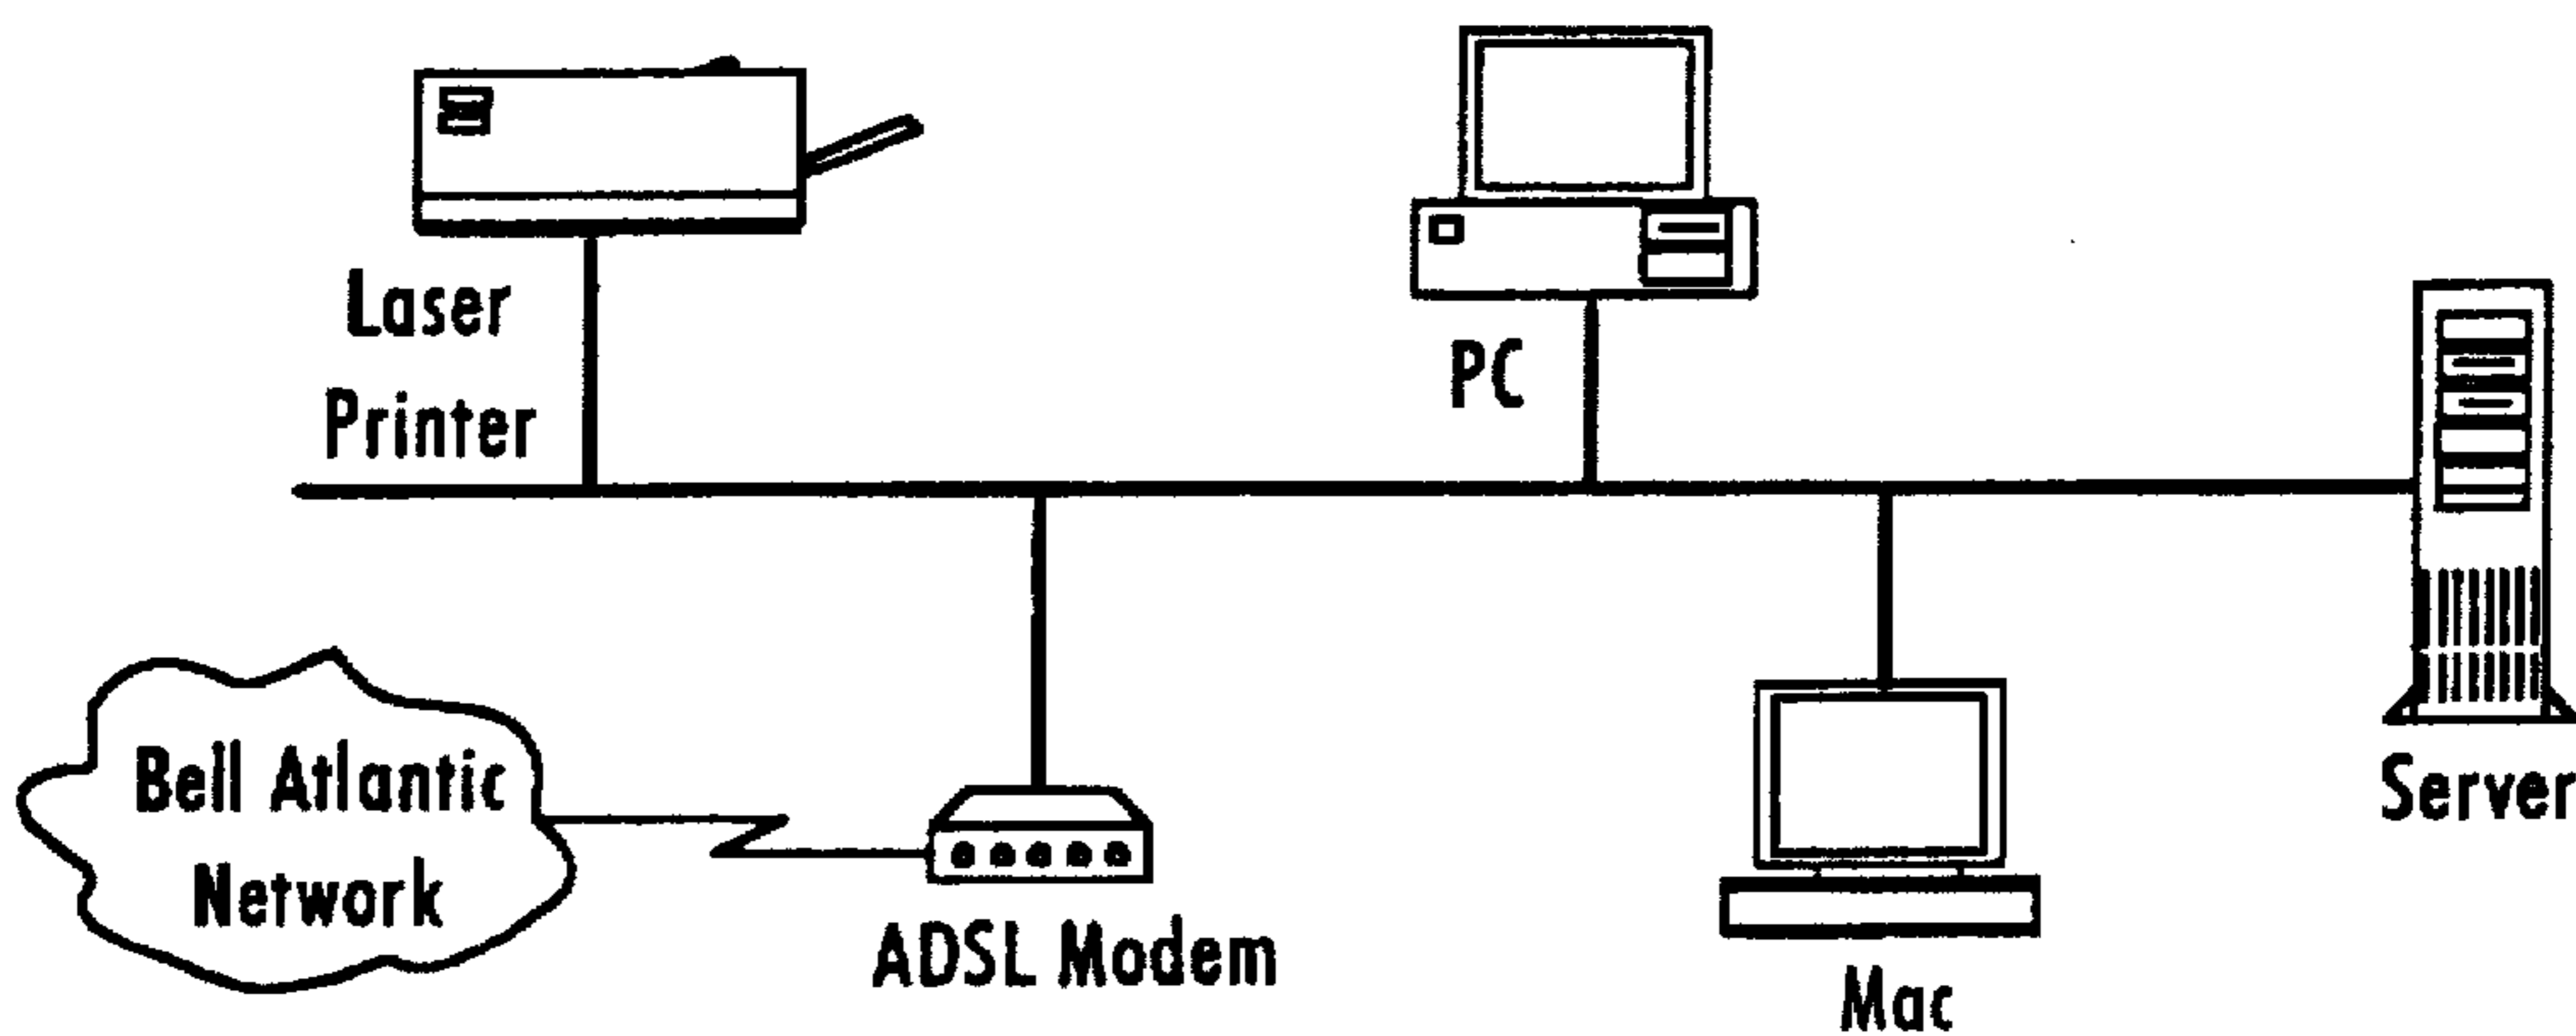 Laser
Printer
PC
Server
Bell Atlantic
Network
ADSL Modem
Mac